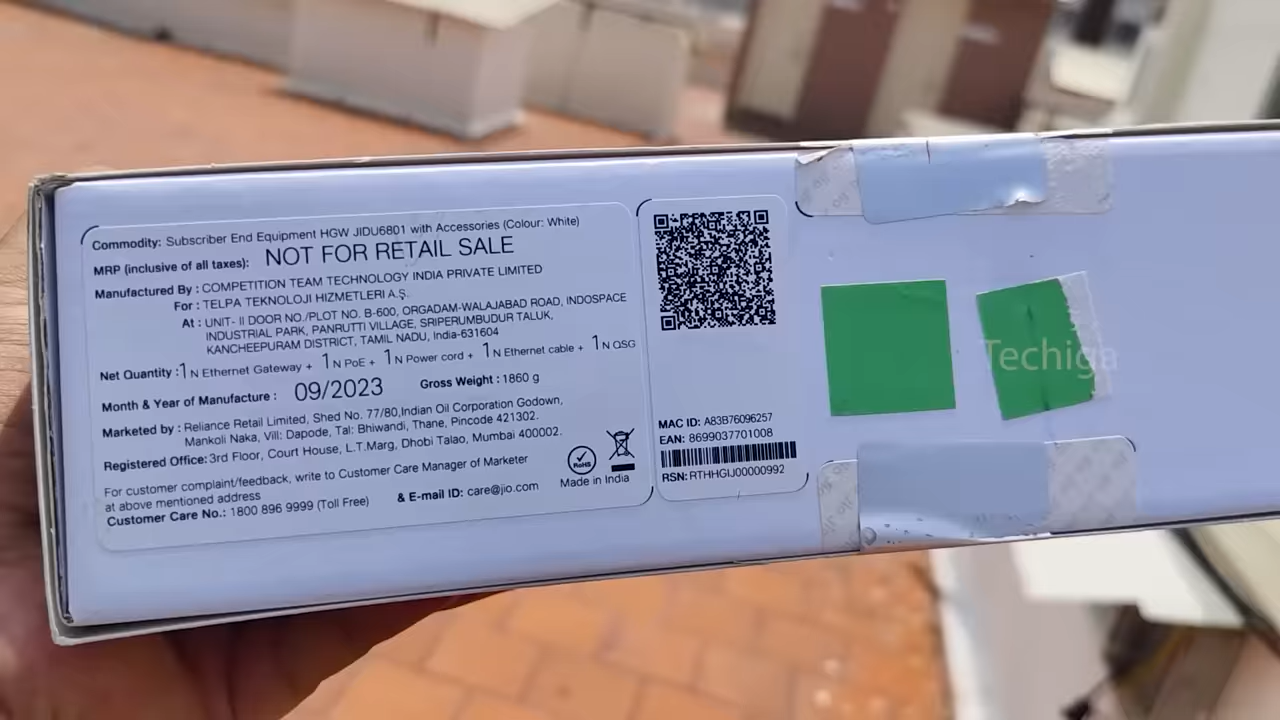 Commodity: Subscriber End Equipment HGW JIDU6801 with Accessories (Colour: White)
MRP (inclusive of all taxes): NOT FOR RETAIL SALE
Manufactured By : COMPETITION TEAM TECHNOLOGY INDIA PRIVATE LIMITED
For : TELPA TEKNOLOJI HIZMETLERI A.Ş.
At : UNIT- II DOOR NO./PLOT NO. B-600, ORGADAM-WALAJABAD ROAD, INDOSPACE
INDUSTRIAL PARK, PANRUTTI VILLAGE, SRIPERUMBUDUR TALUK,
KANCHEEPURAM DISTRICT, TAMIL NADU, India-631604
Net Quantity : 1 N Ethernet Gateway + 1 N PoE + 1 N Power cord + 1 N Ethernet cable + 1 N QSG
Month & Year of Manufacture : 09/2023 Gross Weight : 1860 g
Marketed by : Reliance Retail Limited, Shed No. 77/80,Indian Oil Corporation Godown,
Mankoli Naka, Vill: Dapode, Tal: Bhiwandi, Thane, Pincode 421302.
Registered Office: 3rd Floor, Court House, L.T.Marg, Dhobi Talao, Mumbai 400002.
For customer complaint/feedback, write to Customer Care Manager of Marketer
at above mentioned address
Customer Care No.: 1800 896 9999 (Toll Free) & E-mail ID: care@jio.com
RoHS
Made in India
MAC ID: A83B76096257
EAN: 8699037701008
RSN: RTHHGIJ00000992
Techiga